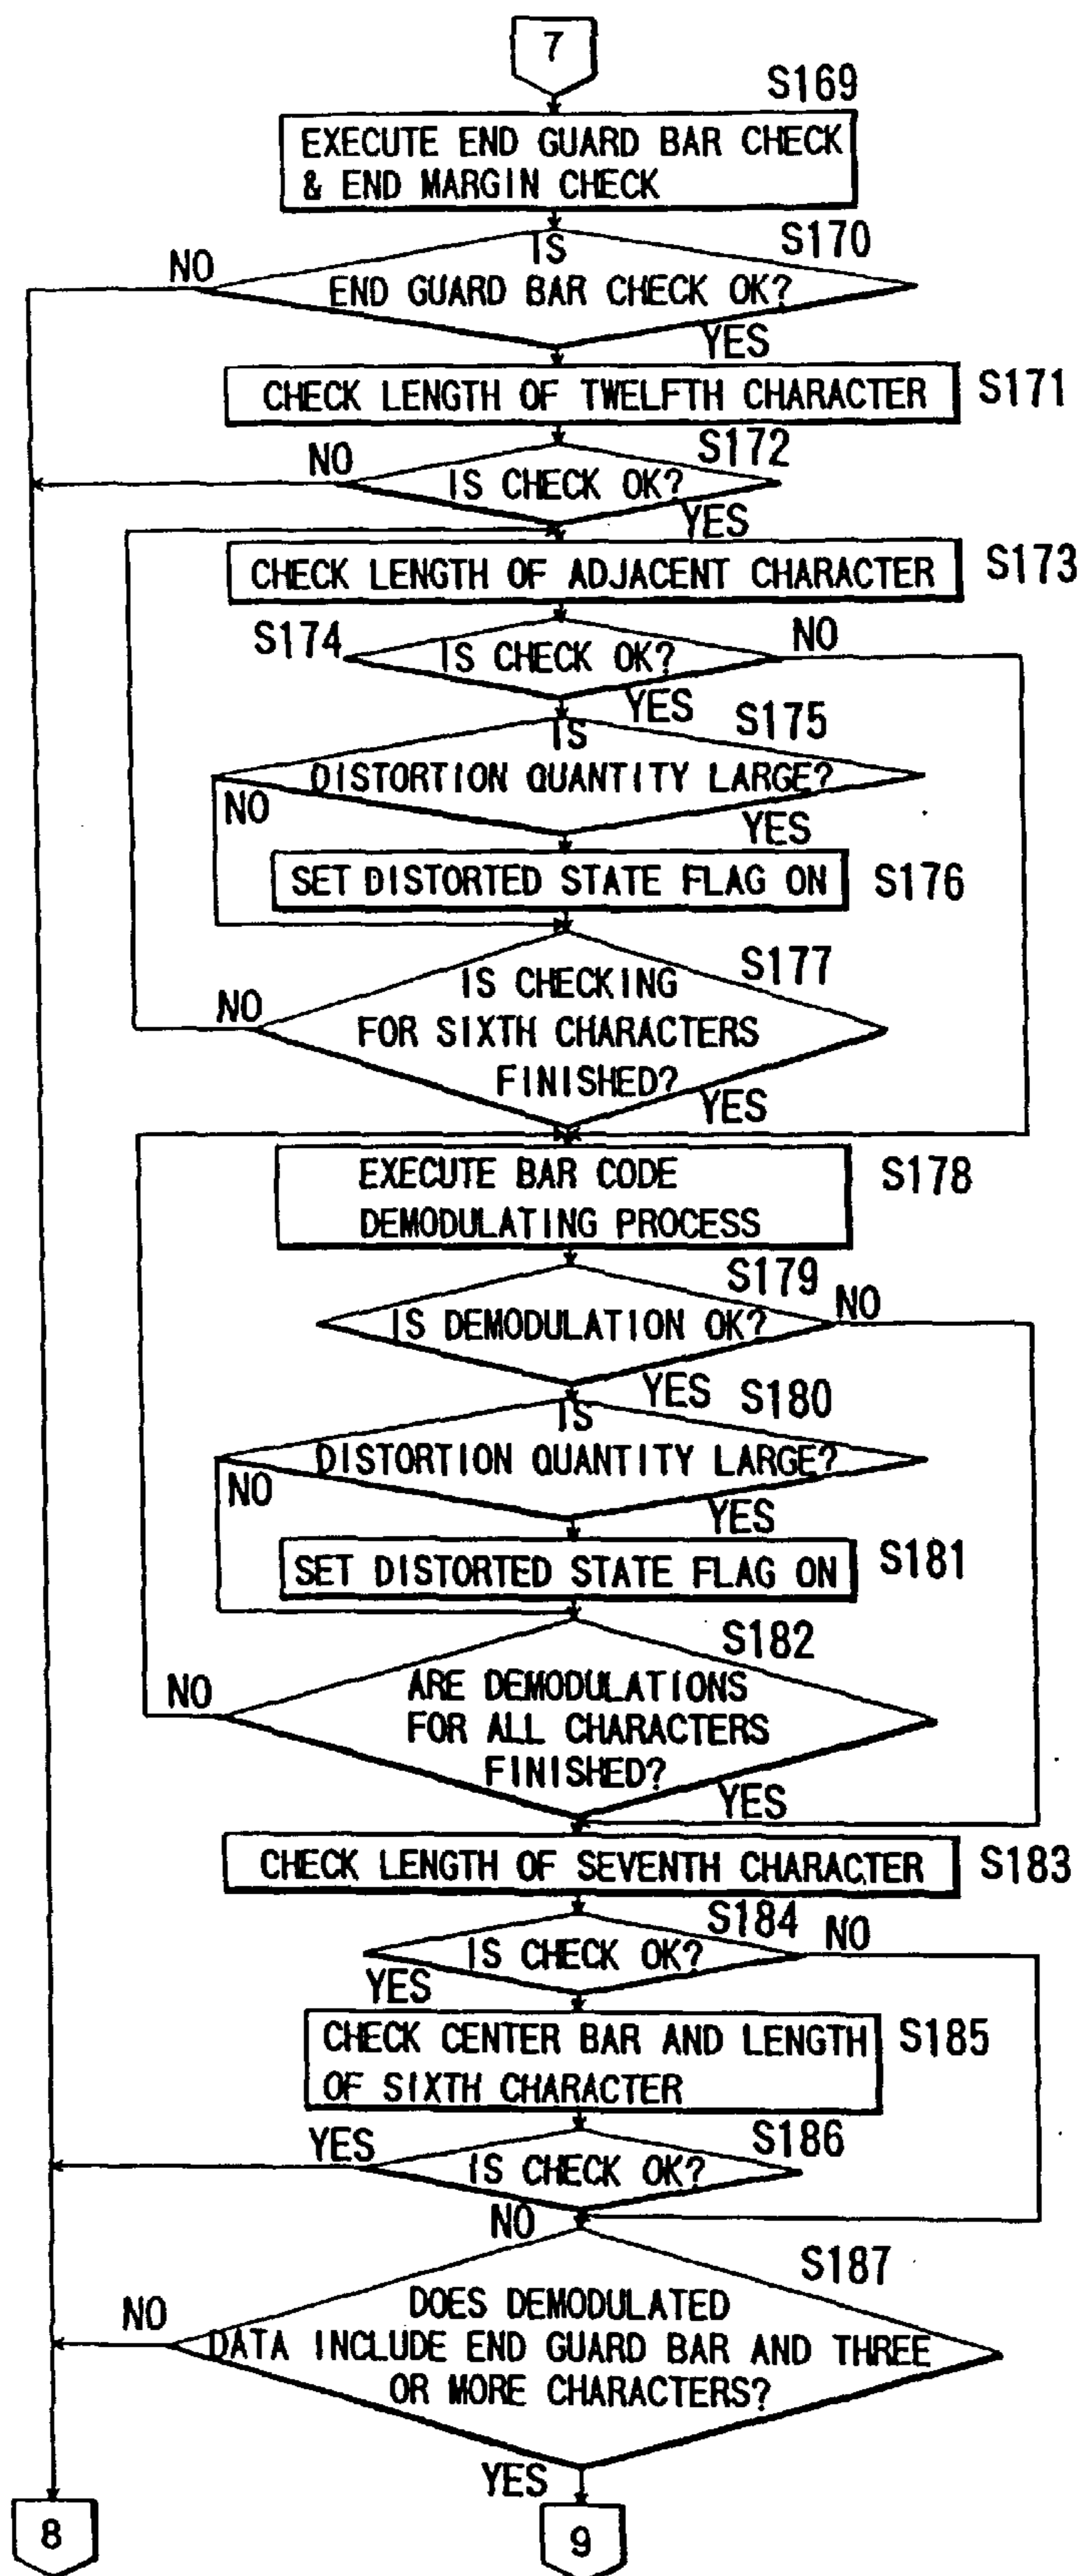 7
S169
EXECUTE END GUARD BAR CHECK
& END MARGIN CHECK
S170
IS
NO
END GUARD BAR CHECK OK?
YES
CHECK LENGTH OF TWELFTH CHARACTER
S171
S172
NO
IS CHECK OK?
YES
CHECK LENGTH OF ADJACENT CHARACTER
S173
S174
NO
IS CHECK OK?
YES
S175
IS
DISTORTION QUANTITY LARGE?
NO
YES
SET DISTORTED STATE FLAG ON
S176
S177
IS CHECKING
NO
FOR SIXTH CHARACTERS
FINISHED?
YES
EXECUTE BAR CODE
DEMODULATING PROCESS
S178
S179
NO
IS DEMODULATION OK?
YES
S180
IS
DISTORTION QUANTITY LARGE?
NO
YES
SET DISTORTED STATE FLAG ON
S181
S182
ARE DEMODULATIONS
NO
FOR ALL CHARACTERS
FINISHED?
YES
CHECK LENGTH OF SEVENTH CHARACTER
S183
S184
NO
IS CHECK OK?
YES
CHECK CENTER BAR AND LENGTH
OF SIXTH CHARACTER
S185
S186
YES
IS CHECK OK?
NO
S187
DOES DEMODULATED
NO
DATA INCLUDE END GUARD BAR AND THREE
OR MORE CHARACTERS?
YES
8
9